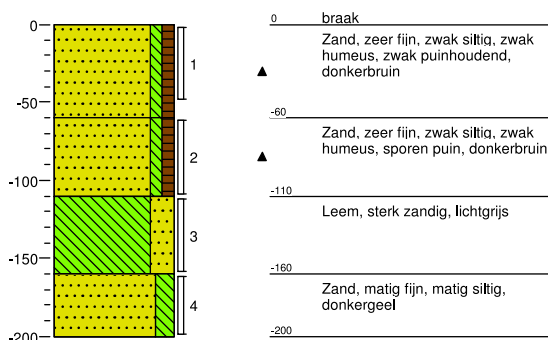 0
-50
-100
-150
-200
1
2
3
4
0 braak
Zand, zeer fijn, zwak siltig, zwak
humeus, zwak puinhoudend,
donkerbruin
-60
Zand, zeer fijn, zwak siltig, zwak
humeus, sporen puin, donkerbruin
-110
Leem, sterk zandig, lichtgrijs
-160
Zand, matig fijn, matig siltig,
donkergeel
-200